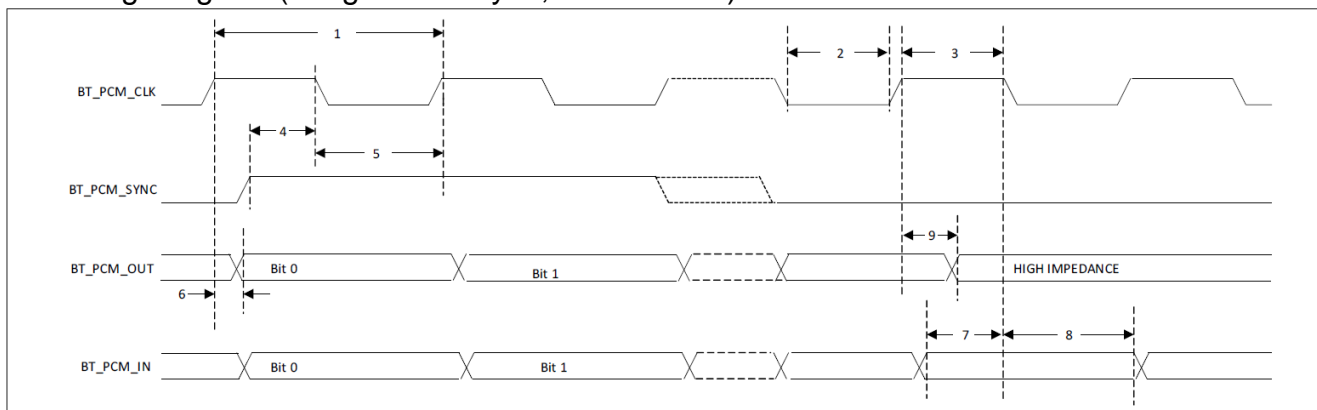 1
2
3
BT_PCM_CLK
4
5
BT_PCM_SYNC
9
BT_PCM_OUT
Bit 0
Bit 1
HIGH IMPEDANCE
6
7
8
BT_PCM_IN
Bit 0
Bit 1